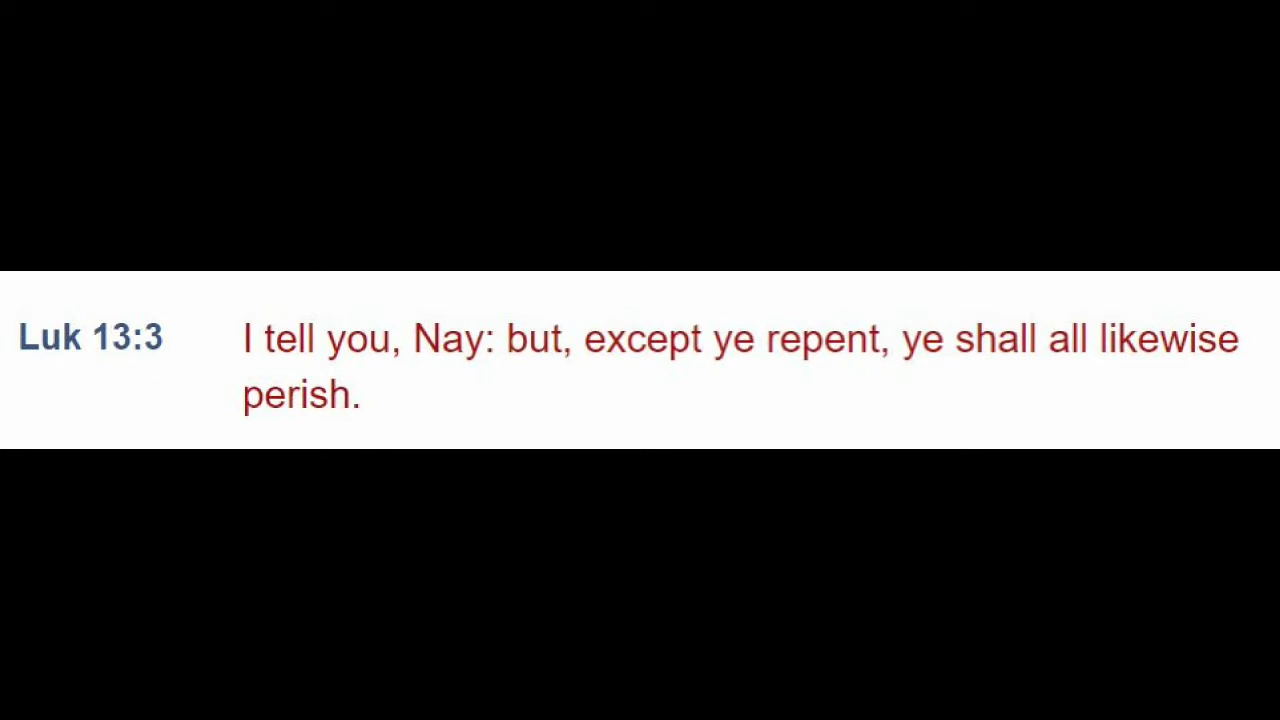 Luk 13:3 I tell you, Nay: but, except ye repent, ye shall all likewise
perish.